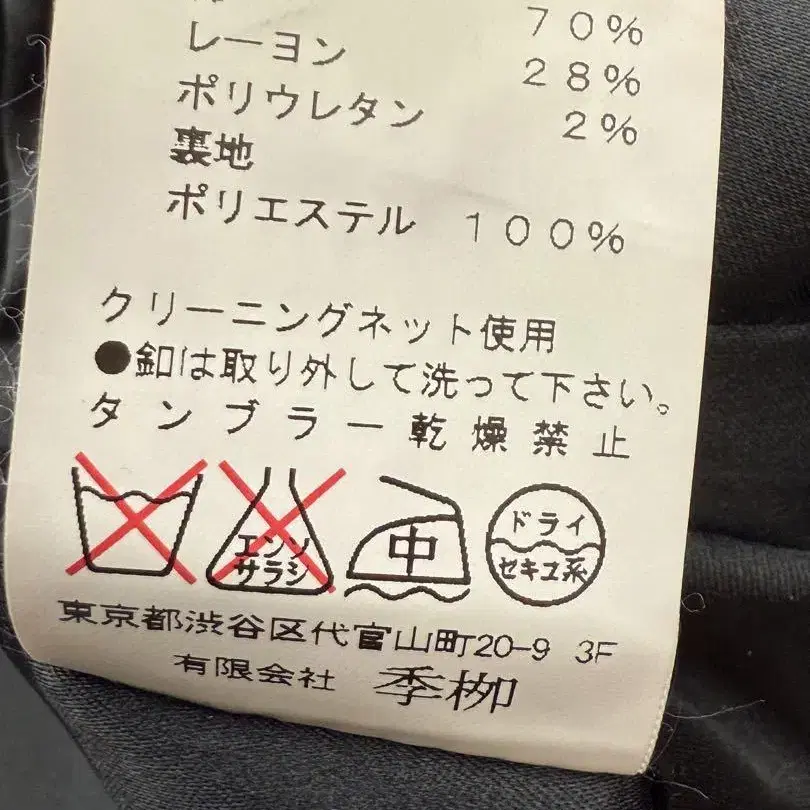 70%
レーヨン 28%
ポリウレタン 2%
裏地
ポリエステル 100%
クリーニングネット使用
●釦は取り外して洗って下さい。
タンブラー乾燥禁止
エンソサラシ
中
ドライ
セキユ系
東京都渋谷区代官山町20-9 3F
有限会社 季栁